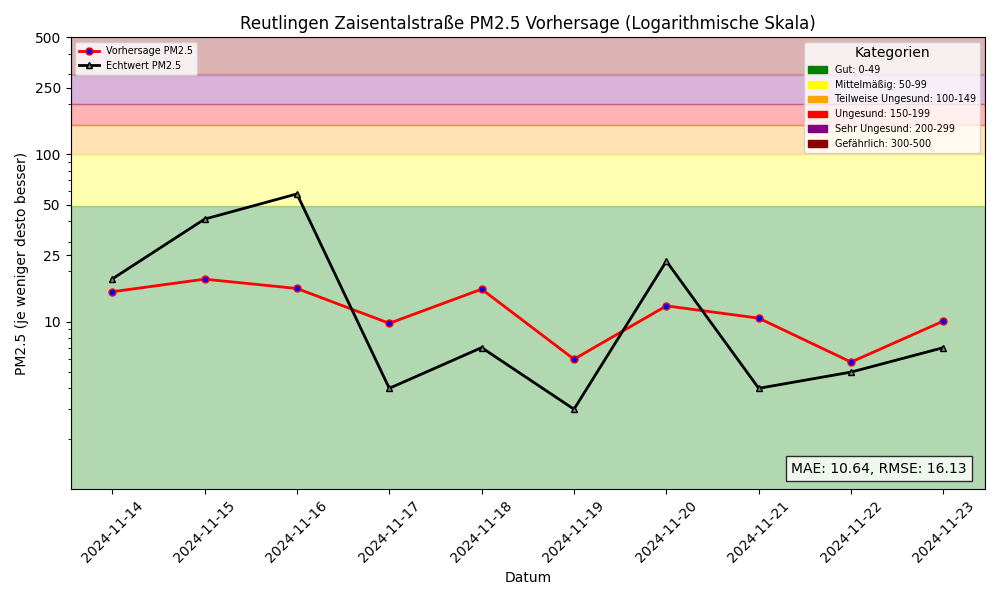 Reutlingen Zaisentalstraße PM2.5 Vorhersage (Logarithmische Skala)
Vorhersage PM2.5
Echtwert PM2.5
Kategorien
Gut: 0-49
Mittelmäßig: 50-99
Teilweise Ungesund: 100-149
Ungesund: 150-199
Sehr Ungesund: 200-299
Gefährlich: 300-500
PM2.5 (je weniger desto besser)
500
250
100
50
25
10
MAE: 10.64, RMSE: 16.13
2024-11-14
2024-11-15
2024-11-16
2024-11-17
2024-11-18
2024-11-19
2024-11-20
2024-11-21
2024-11-22
2024-11-23
Datum